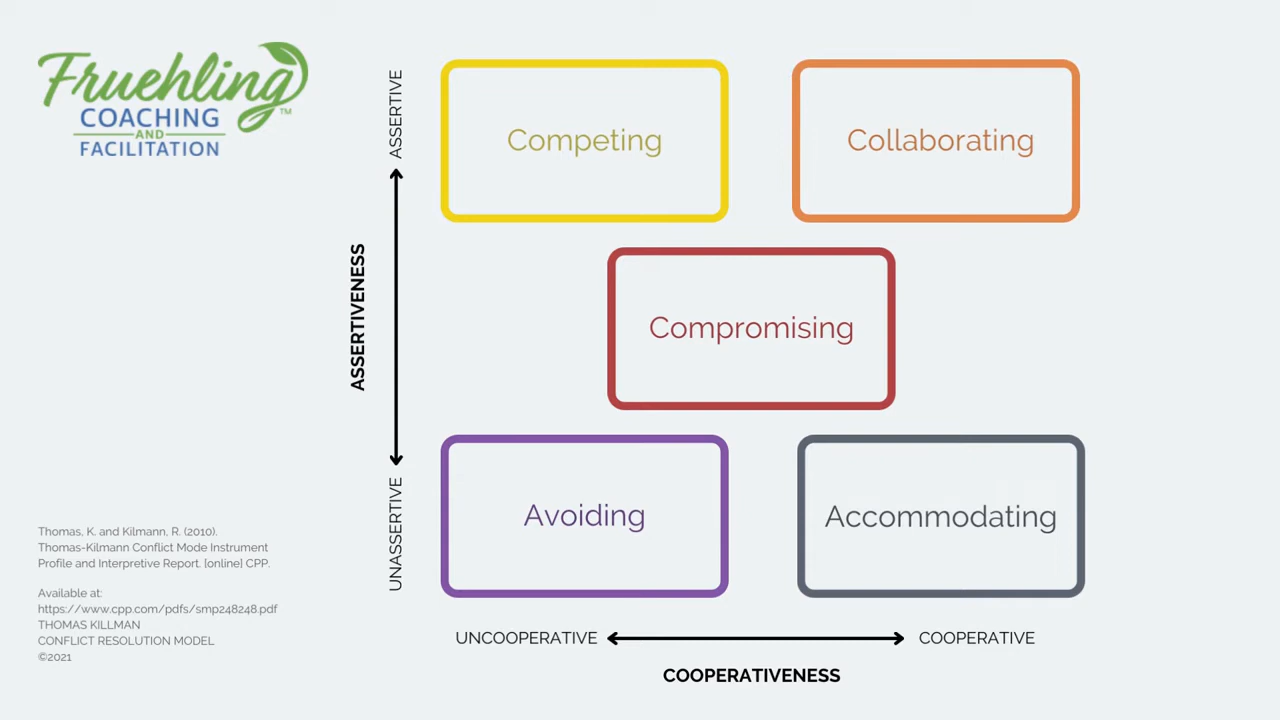 Fruehling™
COACHING
AND
FACILITATION
ASSERTIVE
ASSERTIVENESS
UNASSERTIVE
Competing
Collaborating
Compromising
Avoiding
Accommodating
UNCOOPERATIVE
COOPERATIVE
COOPERATIVENESS
Thomas, K. and Kilmann, R. (2010).
Thomas-Kilmann Conflict Mode Instrument
Profile and Interpretive Report. [online] CPP.
Available at:
https://www.cpp.com/pdfs/smp248248.pdf
THOMAS KILLMAN
CONFLICT RESOLUTION MODEL
©2021